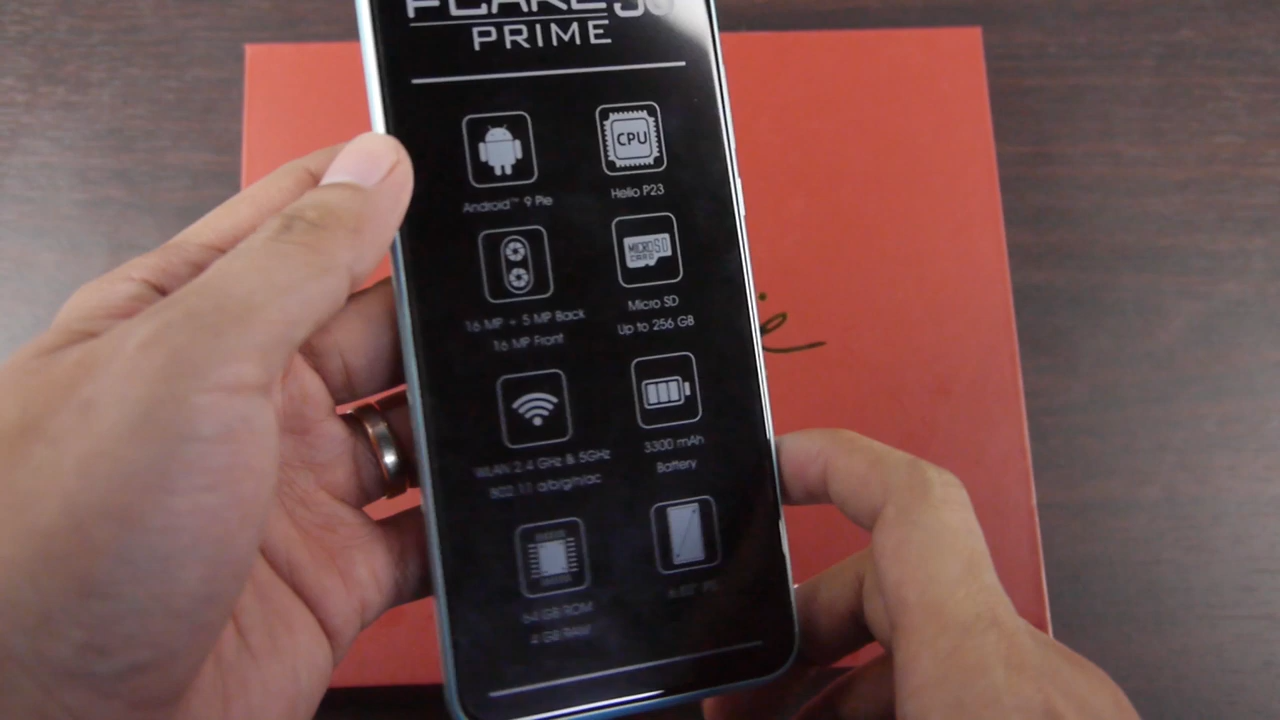 PRIME
CPU
Android™ 9 Pie
Helio P23
MICRO SD
CARD
16 MP + 5 MP Back
16 MP Front
Micro SD
Up to 256 GB
WLAN 2.4 GHz & 5GHz
802.11 a/b/g/n/ac
3300 mAh
Battery
64 GB ROM
4 GB RAM